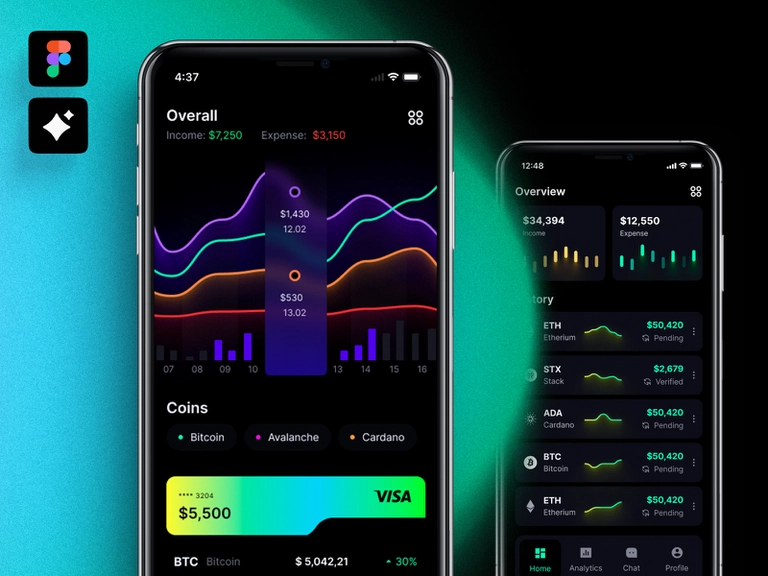 4:37
Overall
Income: $7,250 Expense: $3,150
$1,430
12.02
$530
13.02
07 08 09 10 13 14 15 16
Coins
Bitcoin Avalanche Cardano
**** 3204
VISA
$5,500
BTC Bitcoin $ 5,042,21 30%
12:48
Overview
$34,394 $12,550
Income Expense
ETH $50,420
Etherium Pending
STX $2,679
Stack Verified
ADA $50,420
Cardano Pending
BTC $50,420
Bitcoin Pending
ETH $50,420
Etherium Pending
Home Analytics Chat Profile